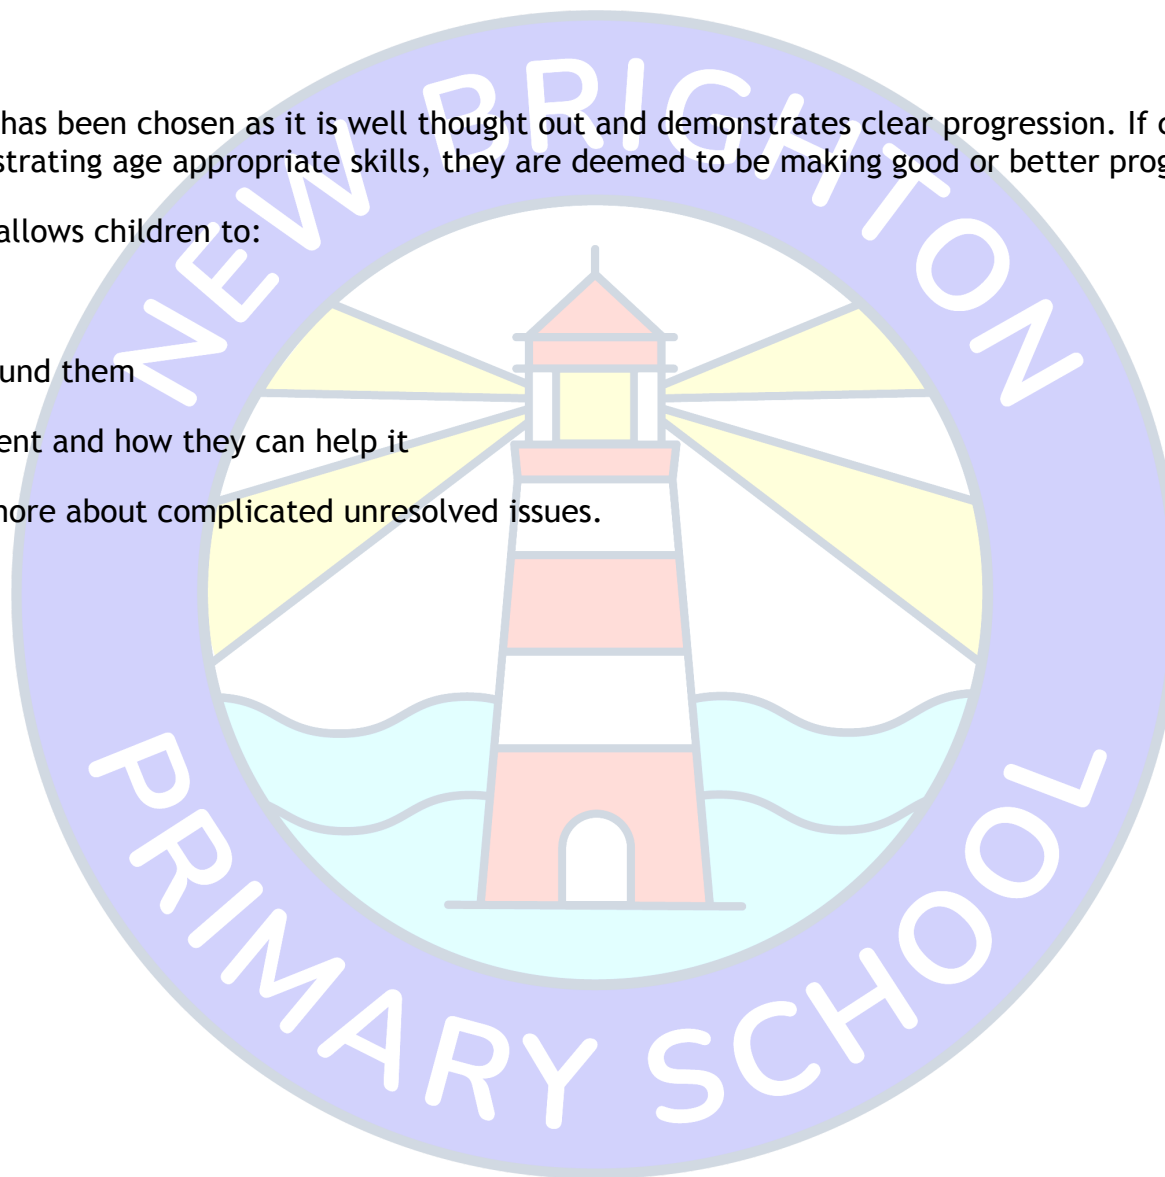 has been chosen as it is well thought out and demonstrates clear progression. If
strating age appropriate skills, they are deemed to be making good or better prog
allows children to:
und them
ent and how they can help it
more about complicated unresolved issues.
NEW BRIGHTON
PRIMARY SCHOOL